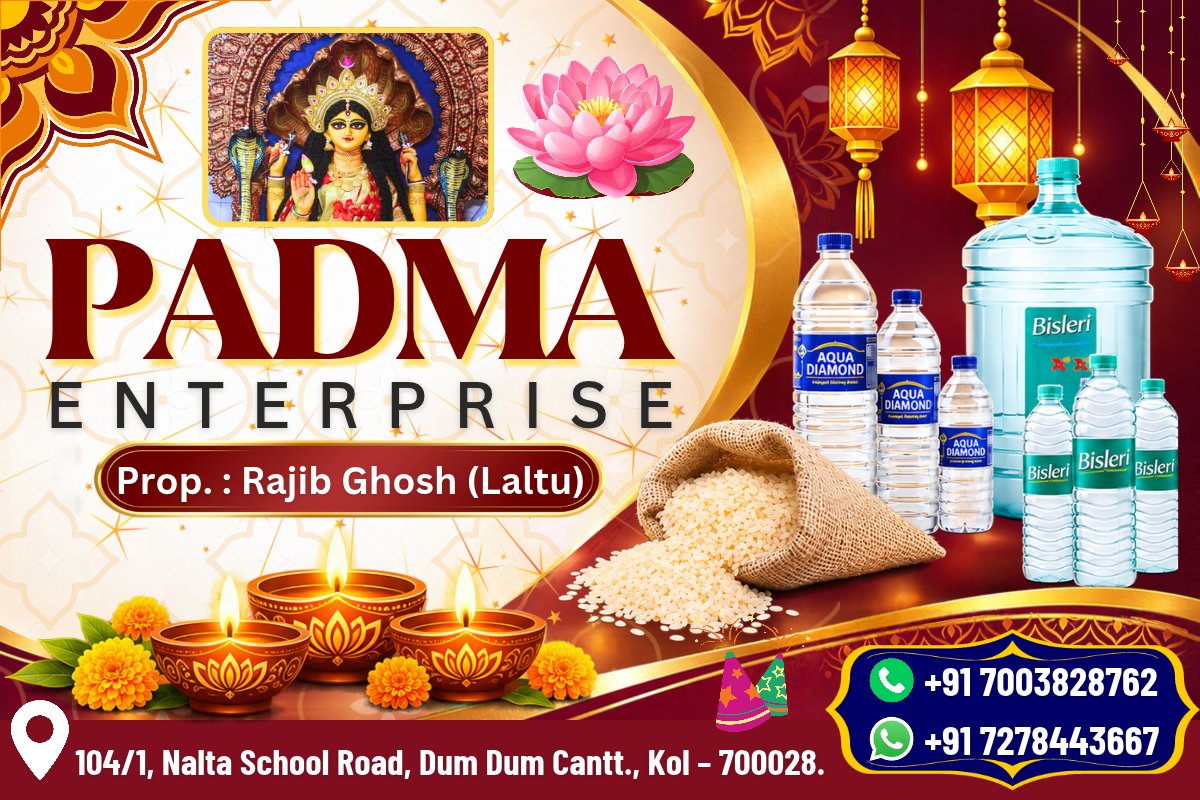 PADMA
ENTERPRISE
Prop. : Rajib Ghosh (Laltu)
AQUA
DIAMOND
AQUA
DIAMOND
AQUA
DIAMOND
Bisleri
Bisleri
Bisleri
Bisleri
+91 7003828762
+91 7278443667
104/1, Nalta School Road, Dum Dum Cantt., Kol – 700028.